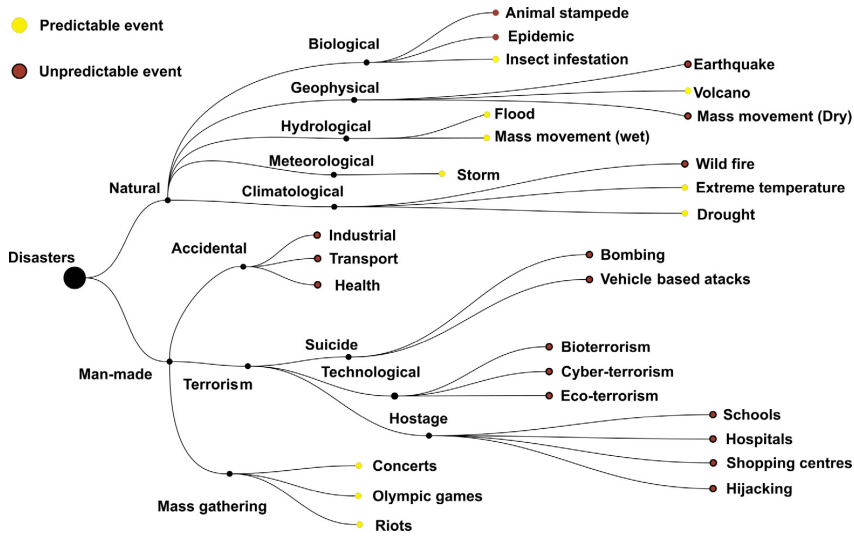 Predictable event
Unpredictable event
Disasters
Natural
Biological
Animal stampede
Epidemic
Insect infestation
Geophysical
Earthquake
Volcano
Mass movement (Dry)
Hydrological
Flood
Mass movement (wet)
Meteorological
Storm
Climatological
Wild fire
Extreme temperature
Drought
Man-made
Accidental
Industrial
Transport
Health
Terrorism
Suicide
Bombing
Vehicle based attacks
Technological
Bioterrorism
Cyber-terrorism
Eco-terrorism
Hostage
Schools
Hospitals
Shopping centres
Hijacking
Mass gathering
Concerts
Olympic games
Riots